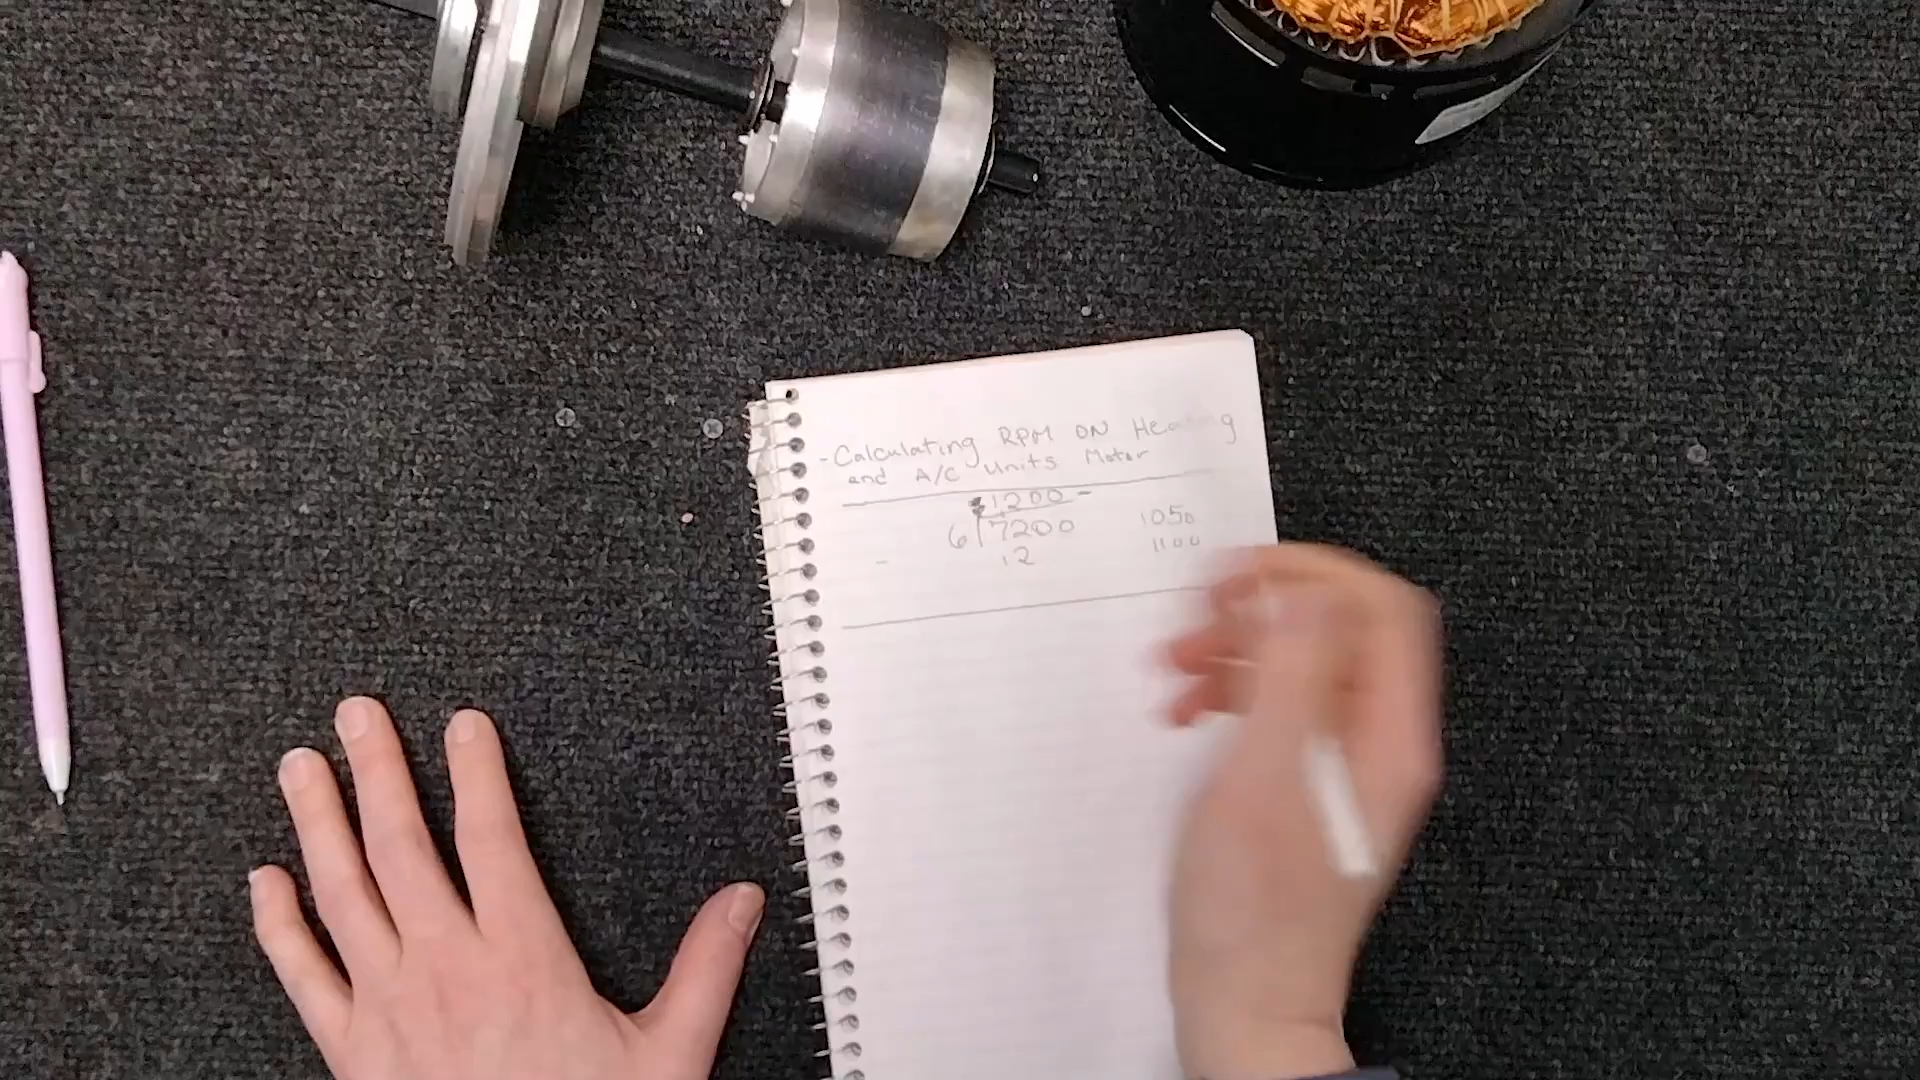 -Calculating RPM ON Heating
and A/C Units Motor
1200 -
6 7200 1050
12 1100